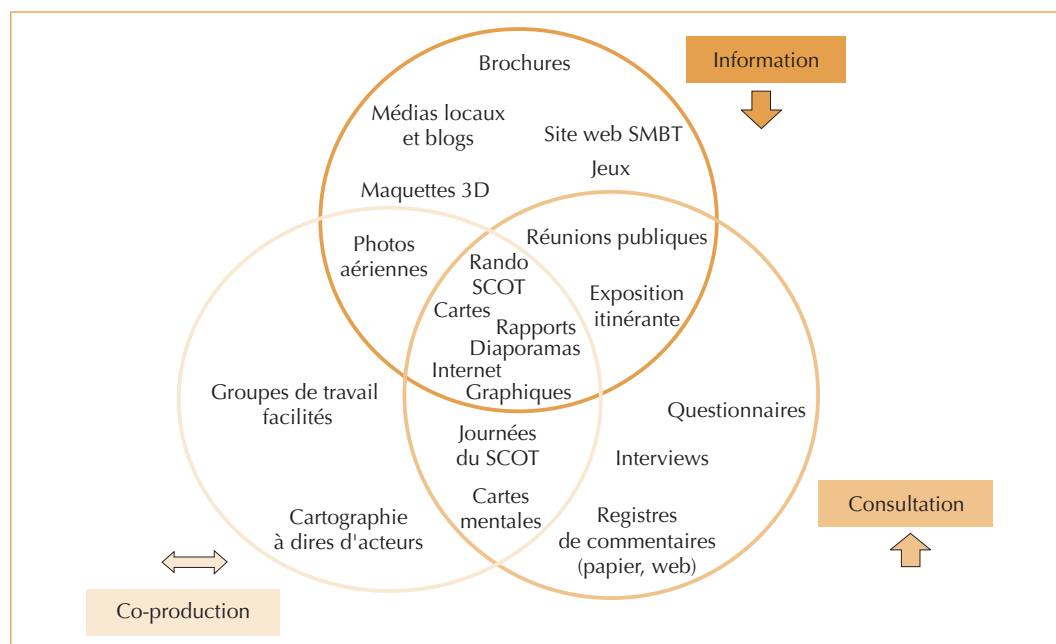 Brochures
Information
Médias locaux
et blogs
Site web SMBT
Jeux
Maquettes 3D
Réunions publiques
Photos
aériennes
Rando
SCOT
Exposition
itinérante
Cartes
Rapports
Diaporamas
Internet
Graphiques
Groupes de travail
facilités
Questionnaires
Journées
du SCOT
Interviews
Cartes
mentales
Consultation
Registres
de commentaires
(papier, web)
Cartographie
à dires d'acteurs
Co-production